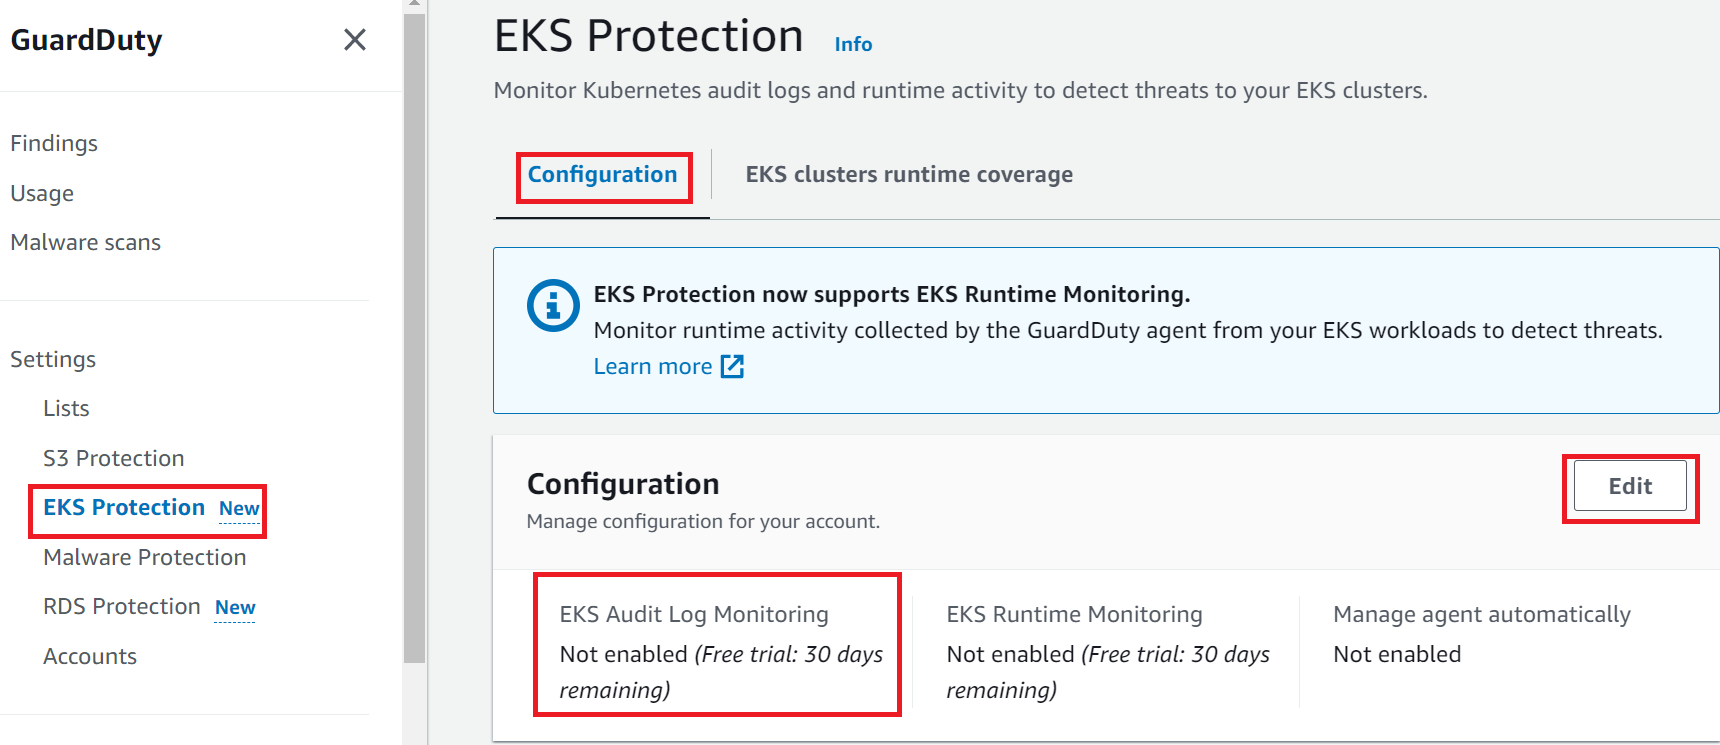 GuardDuty
Findings
Usage
Malware scans
Settings
Lists
S3 Protection
EKS Protection New
Malware Protection
RDS Protection New
Accounts
EKS Protection Info
Monitor Kubernetes audit logs and runtime activity to detect threats to your EKS clusters.
Configuration EKS clusters runtime coverage
EKS Protection now supports EKS Runtime Monitoring.
Monitor runtime activity collected by the GuardDuty agent from your EKS workloads to detect threats.
Learn more
Configuration
Manage configuration for your account.
Edit
EKS Audit Log Monitoring
Not enabled (Free trial: 30 days
remaining)
EKS Runtime Monitoring
Not enabled (Free trial: 30 days
remaining)
Manage agent automatically
Not enabled